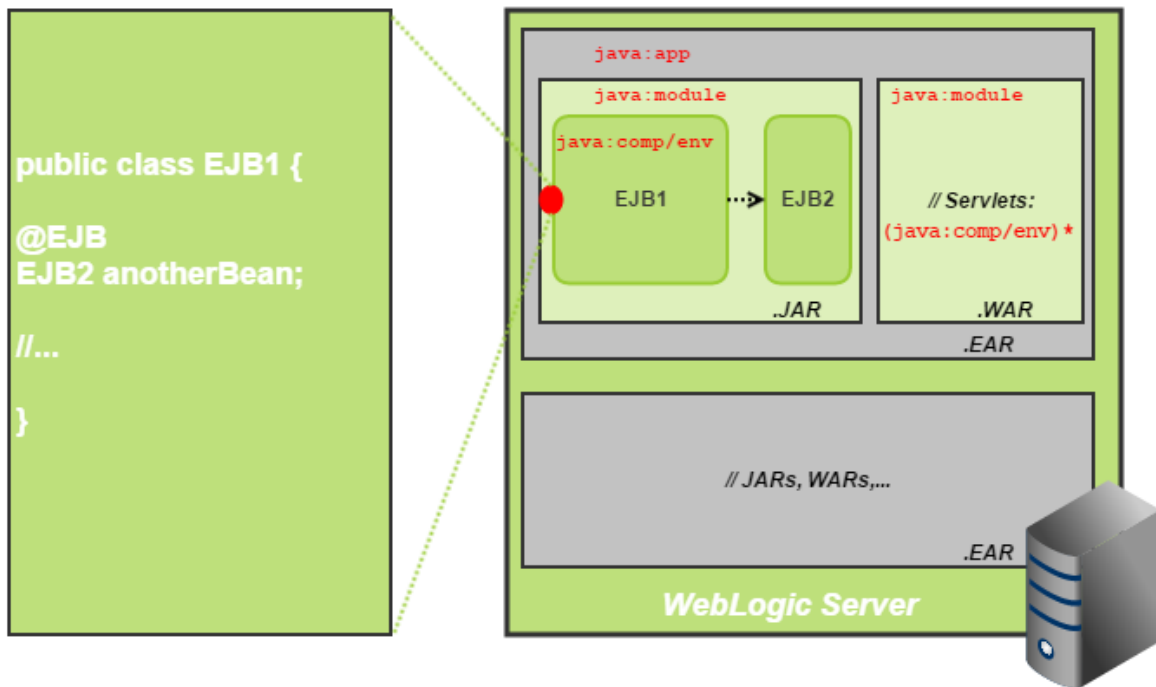 public class EJB1 {
@EJB
EJB2 anotherBean;
//...
}
java:app
java:module
java:comp/env
EJB1
EJB2
.JAR
java:module
// Servlets:
(java:comp/env)*
.WAR
.EAR
// JARs, WARs,...
.EAR
WebLogic Server